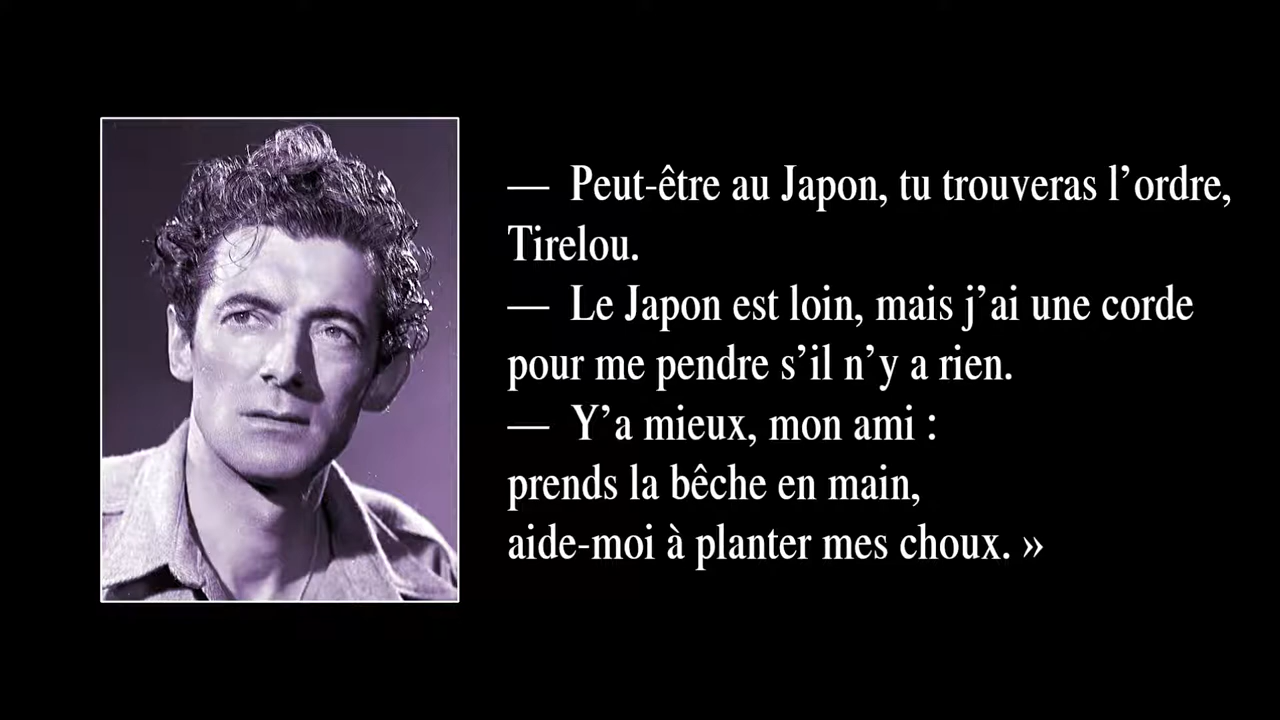 — Peut-être au Japon, tu trouveras l’ordre,
Tirelou.
— Le Japon est loin, mais j’ai une corde
pour me pendre s’il n’y a rien.
— Y’a mieux, mon ami :
prends la bêche en main,
aide-moi à planter mes choux. »